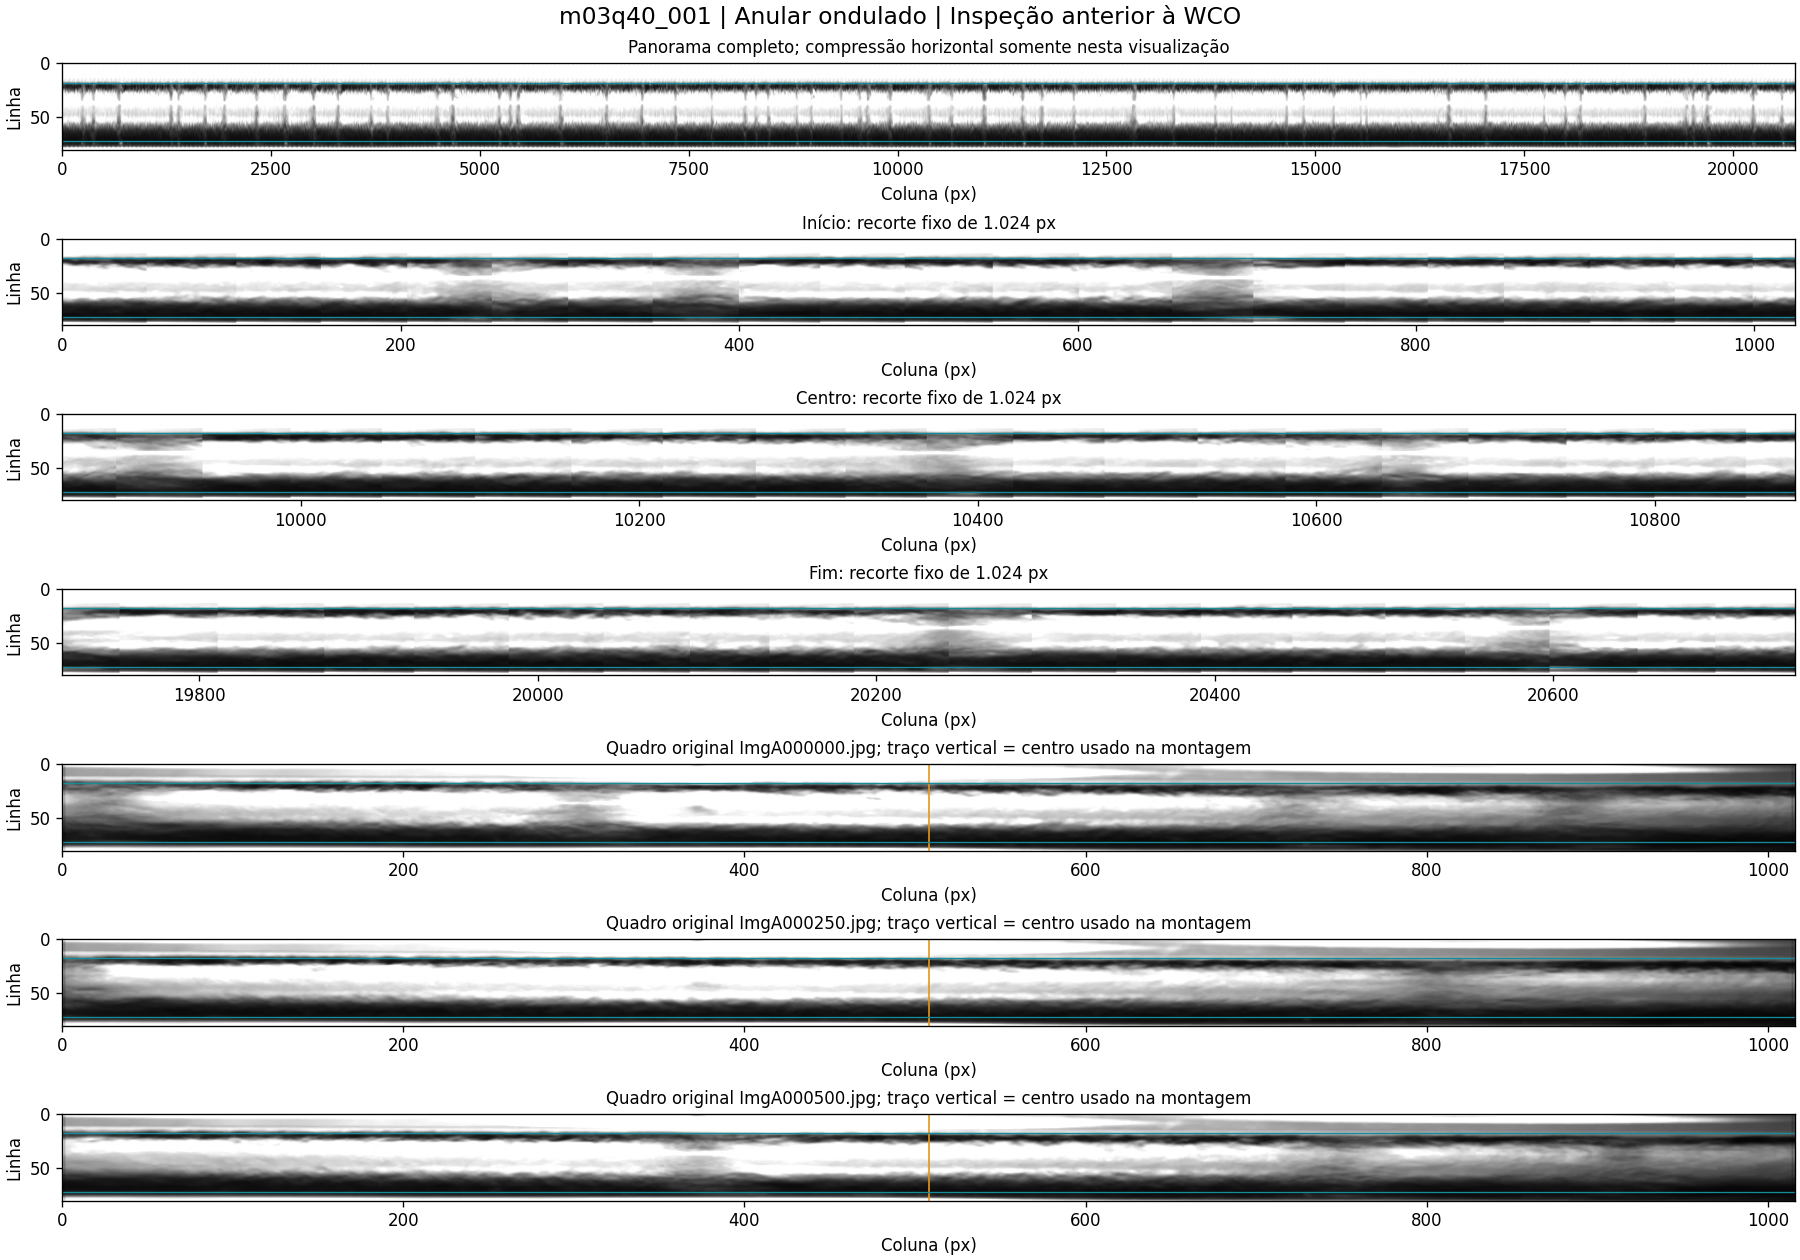 m03q40_001 | Anular ondulado | Inspeção anterior à WCO
Panorama completo; compressão horizontal somente nesta visualização
0
Linha
50
0 2500 5000 7500 10000 12500 15000 17500 20000
Coluna (px)
Início: recorte fixo de 1.024 px
0
Linha
50
0 200 400 600 800 1000
Coluna (px)
Centro: recorte fixo de 1.024 px
0
Linha
50
10000 10200 10400 10600 10800
Coluna (px)
Fim: recorte fixo de 1.024 px
0
Linha
50
19800 20000 20200 20400 20600
Coluna (px)
Quadro original ImgA000000.jpg; traço vertical = centro usado na montagem
0
Linha
50
0 200 400 600 800 1000
Coluna (px)
Quadro original ImgA000250.jpg; traço vertical = centro usado na montagem
0
Linha
50
0 200 400 600 800 1000
Coluna (px)
Quadro original ImgA000500.jpg; traço vertical = centro usado na montagem
0
Linha
50
0 200 400 600 800 1000
Coluna (px)